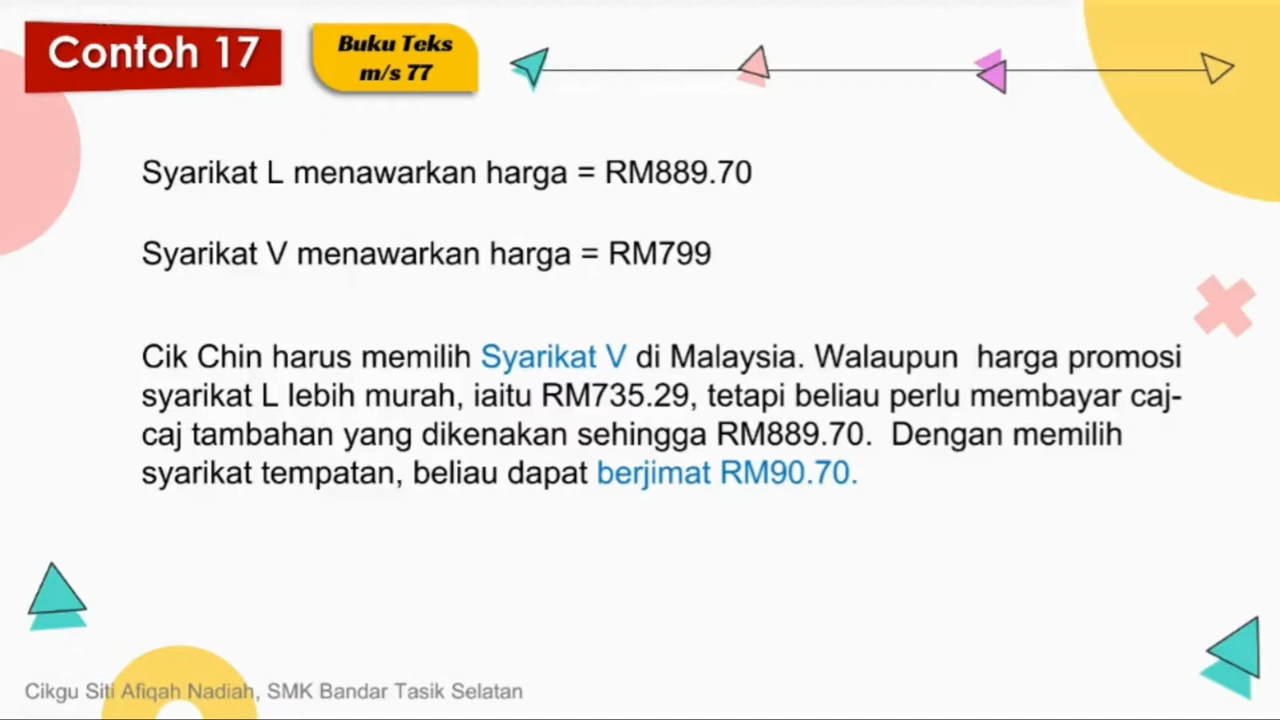 Contoh 17
Buku Teks
m/s 77
Syarikat L menawarkan harga = RM889.70
Syarikat V menawarkan harga = RM799
Cik Chin harus memilih Syarikat V di Malaysia. Walaupun harga promosi
syarikat L lebih murah, iaitu RM735.29, tetapi beliau perlu membayar caj-
caj tambahan yang dikenakan sehingga RM889.70. Dengan memilih
syarikat tempatan, beliau dapat berjimat RM90.70.
Cikgu Siti Afiqah Nadiah, SMK Bandar Tasik Selatan